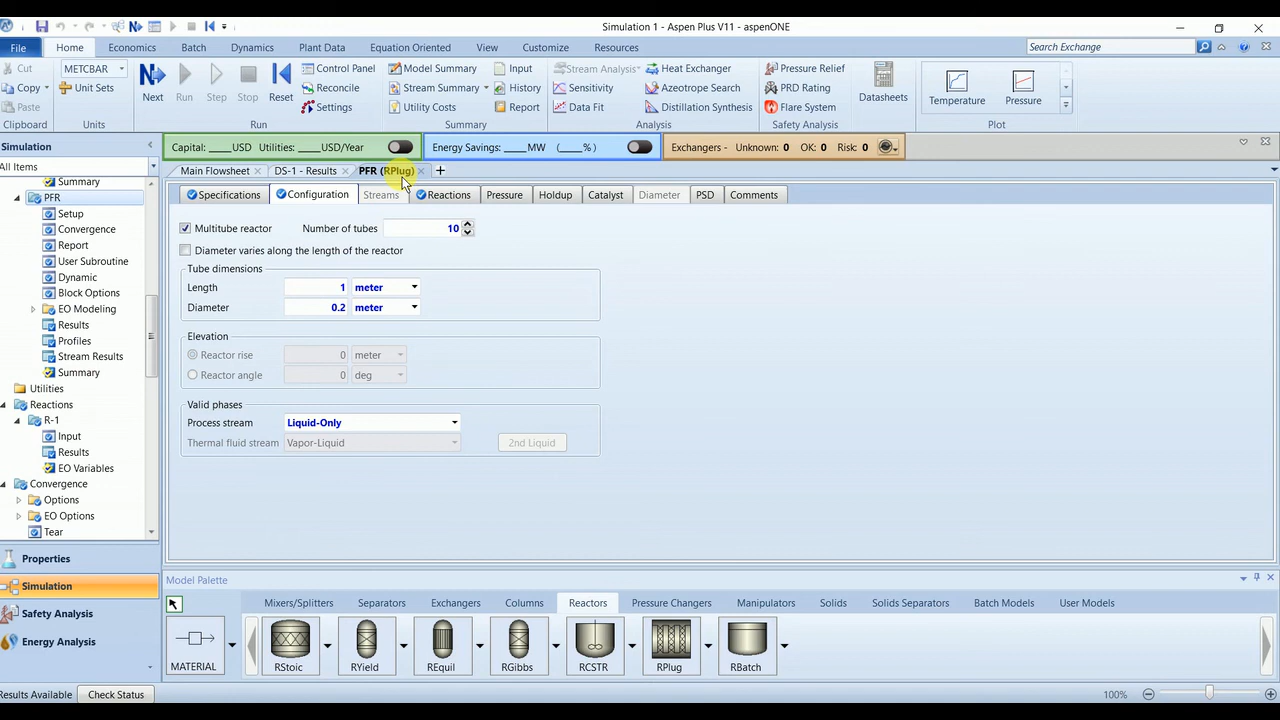 Simulation 1 - Aspen Plus V11 - aspenONE
File Home Economics Batch Dynamics Plant Data Equation Oriented View Customize Resources Search Exchange
Cut METCBAR Control Panel Model Summary Input Stream Analysis Heat Exchanger Pressure Relief
Copy Unit Sets Next Run Step Stop Reset Reconcile Stream Summary History Sensitivity Azeotrope Search PRD Rating Datasheets Temperature Pressure
Paste Settings Utility Costs Report Data Fit Distillation Synthesis Flare System
Clipboard Units Run Summary Analysis Safety Analysis Plot
Simulation
Capital: ____USD Utilities: ____USD/Year Energy Savings: ____MW (____%) Exchangers - Unknown: 0 OK: 0 Risk: 0
All Items
Main Flowsheet DS-1 - Results PFR (RPlug) +
Specifications Configuration Streams Reactions Pressure Holdup Catalyst Diameter PSD Comments
Summary
PFR
Setup
Convergence
Report
User Subroutine
Dynamic
Block Options
EO Modeling
Results
Profiles
Stream Results
Summary
Utilities
Reactions
R-1
Input
Results
EO Variables
Convergence
Options
EO Options
Tear
Properties
Simulation
Safety Analysis
Energy Analysis
Multitube reactor Number of tubes 10
Diameter varies along the length of the reactor
Tube dimensions
Length 1 meter
Diameter 0.2 meter
Elevation
Reactor rise 0 meter
Reactor angle 0 deg
Valid phases
Process stream Liquid-Only
Thermal fluid stream Vapor-Liquid 2nd Liquid
Model Palette
Mixers/Splitters Separators Exchangers Columns Reactors Pressure Changers Manipulators Solids Solids Separators Batch Models User Models
MATERIAL RStoic RYield REquil RGibbs RCSTR RPlug RBatch
Results Available Check Status 100%